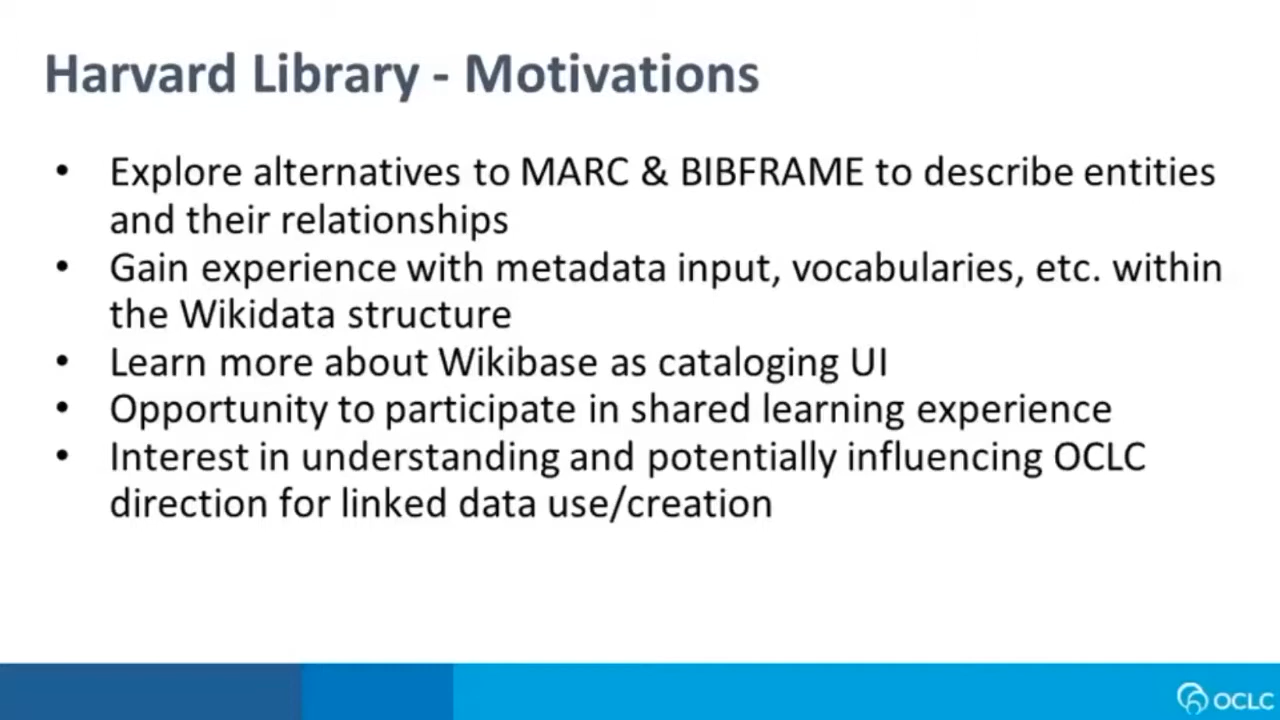 Harvard Library - Motivations
• Explore alternatives to MARC & BIBFRAME to describe entities
and their relationships
• Gain experience with metadata input, vocabularies, etc. within
the Wikidata structure
• Learn more about Wikibase as cataloging UI
• Opportunity to participate in shared learning experience
• Interest in understanding and potentially influencing OCLC
direction for linked data use/creation
OCLC